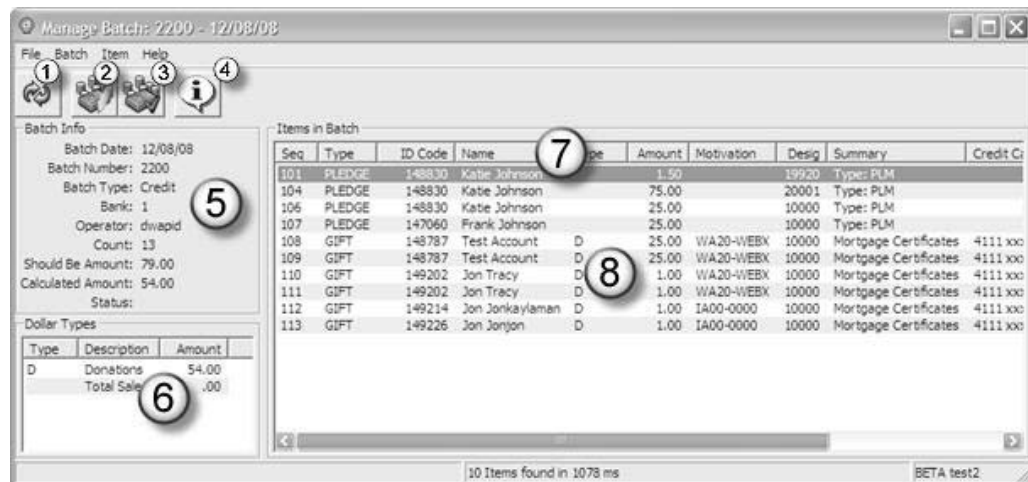 Manage Batch: 2200 - 12/08/08
File Batch Item Help
1 2 3 4
Batch Info
Batch Date: 12/08/08
Batch Number: 2200
Batch Type: Credit
Bank: 1
Operator: dwapid
Count: 13
Should Be Amount: 79.00
Calculated Amount: 54.00
Status:
5
Dollar Types
Type Description Amount
D Donations 54.00
Total Sale .00
6
Items in Batch
7
Seq Type ID Code Name Amount Motivation Desig Summary Credit Ca
101 PLEDGE 148830 Katie Johnson 1.50 19920 Type: PLM
104 PLEDGE 148830 Katie Johnson 75.00 20001 Type: PLM
106 PLEDGE 148830 Katie Johnson 25.00 10000 Type: PLM
107 PLEDGE 147060 Frank Johnson 25.00 10000 Type: PLM
108 GIFT 148787 Test Account D 25.00 WA20-WEBX 10000 Mortgage Certificates 4111 xxx
109 GIFT 148787 Test Account D 25.00 WA20-WEBX 10000 Mortgage Certificates 4111 xxx
110 GIFT 149202 Jon Tracy D 1.00 WA20-WEBX 10000 Mortgage Certificates 4111 xxx
111 GIFT 149202 Jon Tracy D 1.00 WA20-WEBX 10000 Mortgage Certificates 4111 xxx
112 GIFT 149214 Jon Jonkaylaman D 1.00 IA00-0000 10000 Mortgage Certificates 4111 xxx
113 GIFT 149226 Jon Jonjon D 1.00 IA00-0000 10000 Mortgage Certificates 4111 xxx
8
10 Items found in 1078 ms
BETA test2